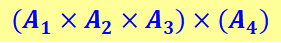 (A₁ × A₂ × A₃) × (A₄)